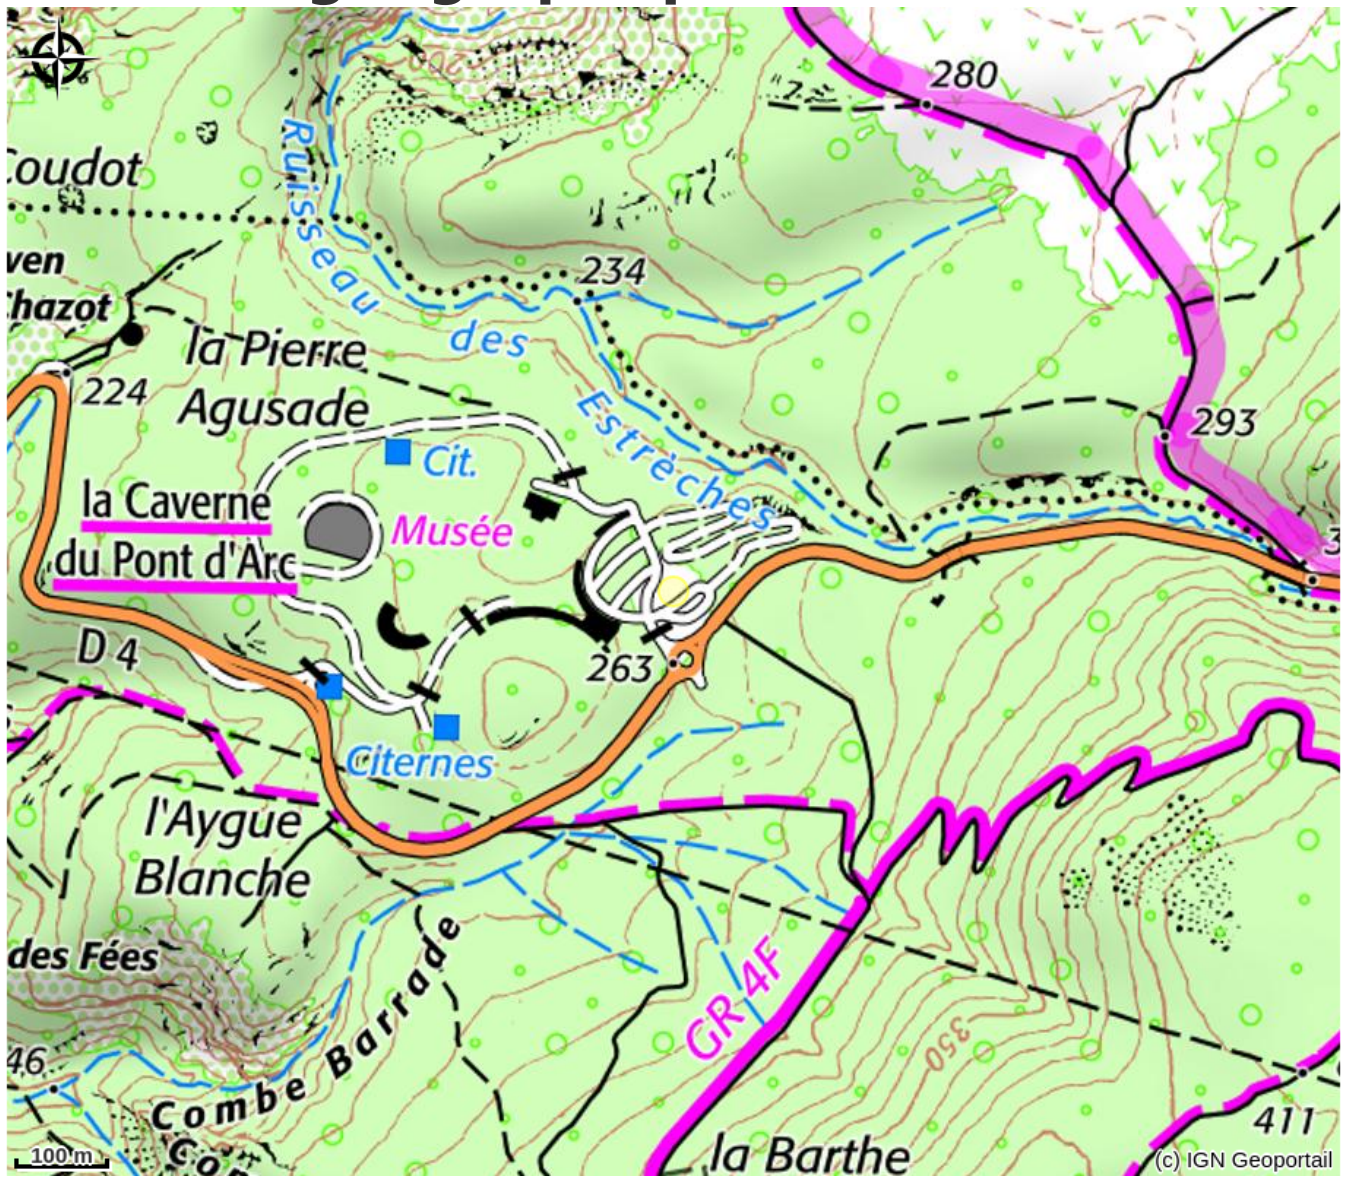 280
Coudot
Ruisseau
des
Estrèches
234
Chazot
la Pierre
Agusade
224
293
Cit.
la Caverne
du Pont d'Arc
Musée
D 4
263
Citernes
l'Aygue
Blanche
des Fées
Combe Barrade
GR 4F
350
46
411
la Barthe
100 m
(c) IGN Geoportail